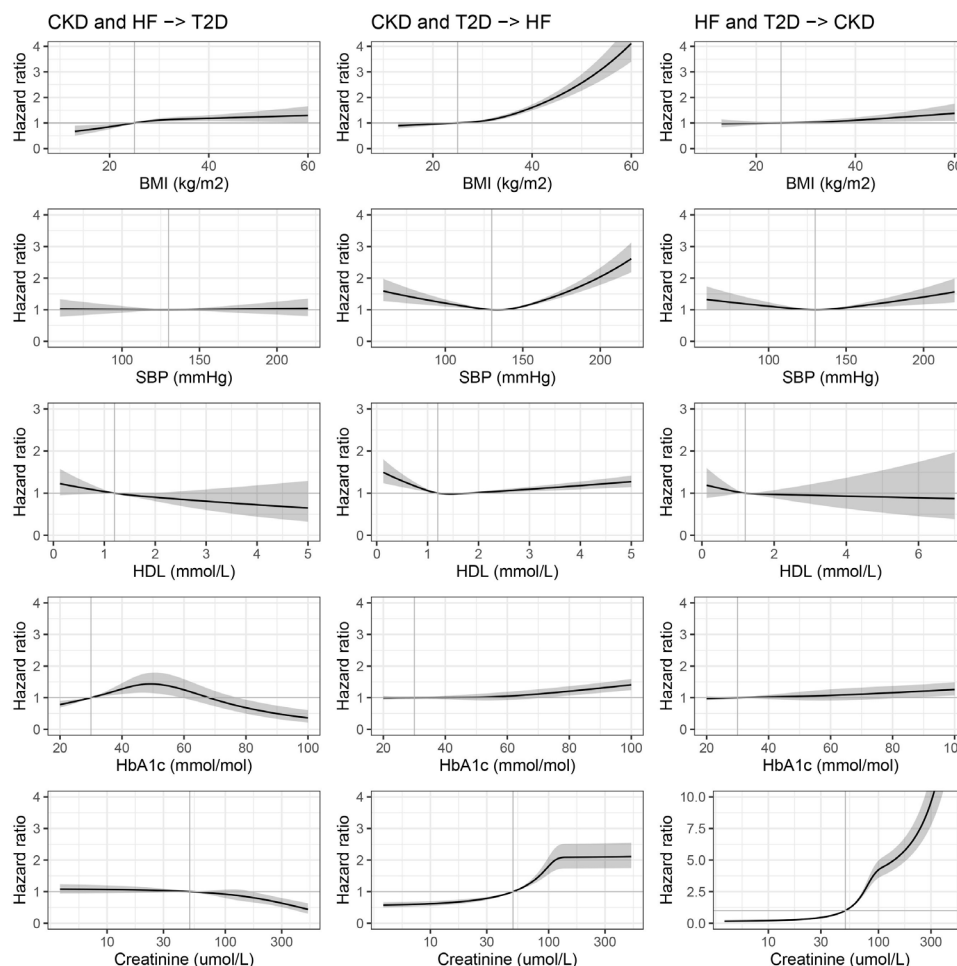 CKD and HF −> T2D
Hazard ratio
4
3
2
1
0
20 40 60
BMI (kg/m2)
CKD and T2D −> HF
Hazard ratio
4
3
2
1
0
20 40 60
BMI (kg/m2)
HF and T2D −> CKD
Hazard ratio
4
3
2
1
0
20 40 60
BMI (kg/m2)
Hazard ratio
4
3
2
1
0
100 150 200
SBP (mmHg)
Hazard ratio
4
3
2
1
0
100 150 200
SBP (mmHg)
Hazard ratio
4
3
2
1
0
100 150 200
SBP (mmHg)
Hazard ratio
3
2
1
0
0 1 2 3 4 5
HDL (mmol/L)
Hazard ratio
3
2
1
0
0 1 2 3 4 5
HDL (mmol/L)
Hazard ratio
3
2
1
0
0 2 4 6
HDL (mmol/L)
Hazard ratio
4
3
2
1
0
20 40 60 80 100
HbA1c (mmol/mol)
Hazard ratio
4
3
2
1
0
20 40 60 80 100
HbA1c (mmol/mol)
Hazard ratio
4
3
2
1
0
20 40 60 80
HbA1c (mmol/mol)
Hazard ratio
4
3
2
1
0
10 30 100 300
Creatinine (umol/L)
Hazard ratio
4
3
2
1
0
10 30 100 300
Creatinine (umol/L)
Hazard ratio
10.0
7.5
5.0
2.5
0.0
10 30 100 300
Creatinine (umol/L)